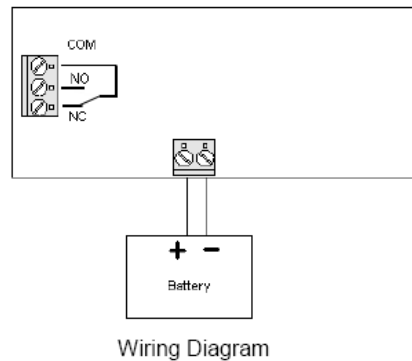 COM
NO
NC
+ -
Battery
Wiring Diagram